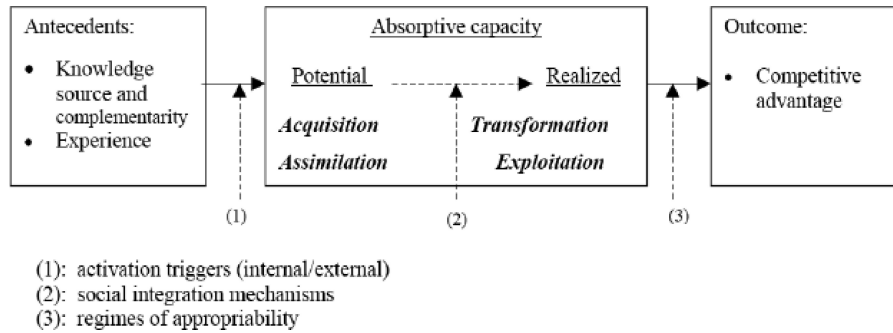 Antecedents:
• Knowledge
source and
complementarity
• Experience
Absorptive capacity
Potential
Realized
Acquisition
Transformation
Assimilation
Exploitation
Outcome:
• Competitive
advantage
(1)
(2)
(3)
(1): activation triggers (internal/external)
(2): social integration mechanisms
(3): regimes of appropriability